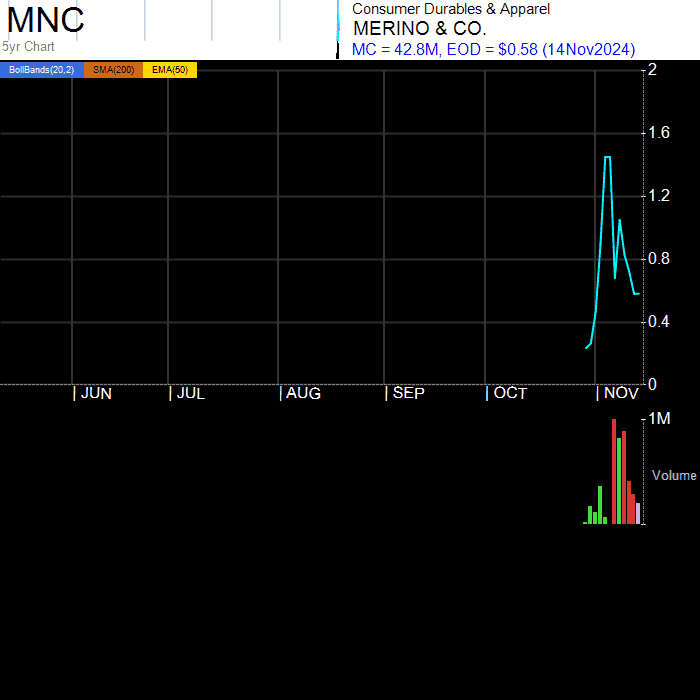 MNC
5yr Chart
Consumer Durables & Apparel
MERINO & CO.
MC = 42.8M, EOD = $0.58 (14Nov2024)
BollBands(20,2) SMA(200) EMA(50)
2
1.6
1.2
0.8
0.4
0
JUN JUL AUG SEP OCT NOV
1M
Volume